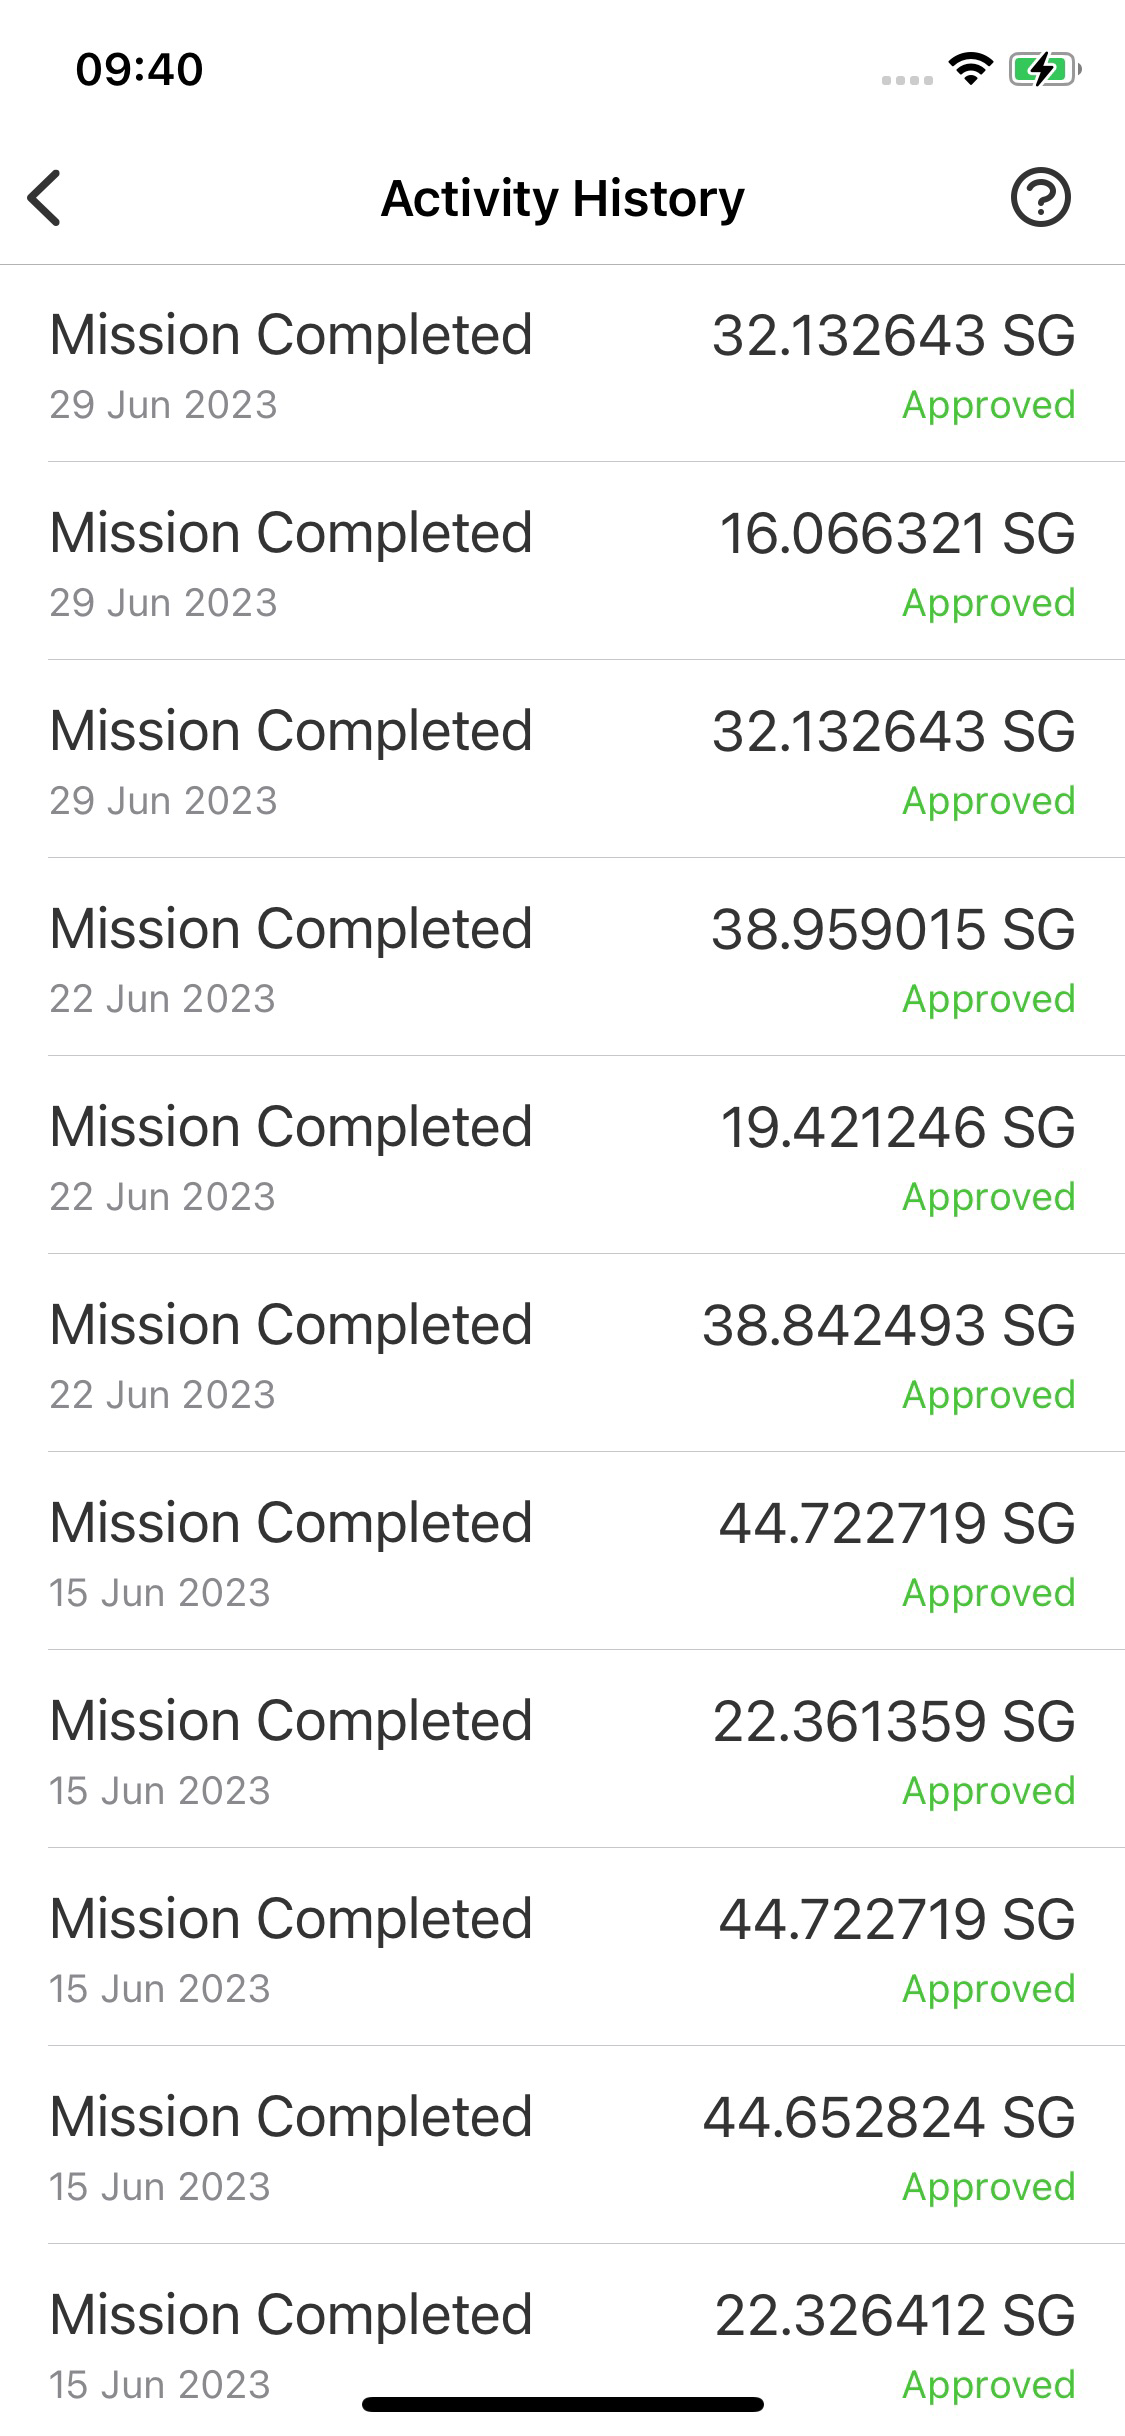 09:40
Activity History
Mission Completed 32.132643 SG
29 Jun 2023 Approved
Mission Completed 16.066321 SG
29 Jun 2023 Approved
Mission Completed 32.132643 SG
29 Jun 2023 Approved
Mission Completed 38.959015 SG
22 Jun 2023 Approved
Mission Completed 19.421246 SG
22 Jun 2023 Approved
Mission Completed 38.842493 SG
22 Jun 2023 Approved
Mission Completed 44.722719 SG
15 Jun 2023 Approved
Mission Completed 22.361359 SG
15 Jun 2023 Approved
Mission Completed 44.722719 SG
15 Jun 2023 Approved
Mission Completed 44.652824 SG
15 Jun 2023 Approved
Mission Completed 22.326412 SG
15 Jun 2023 Approved